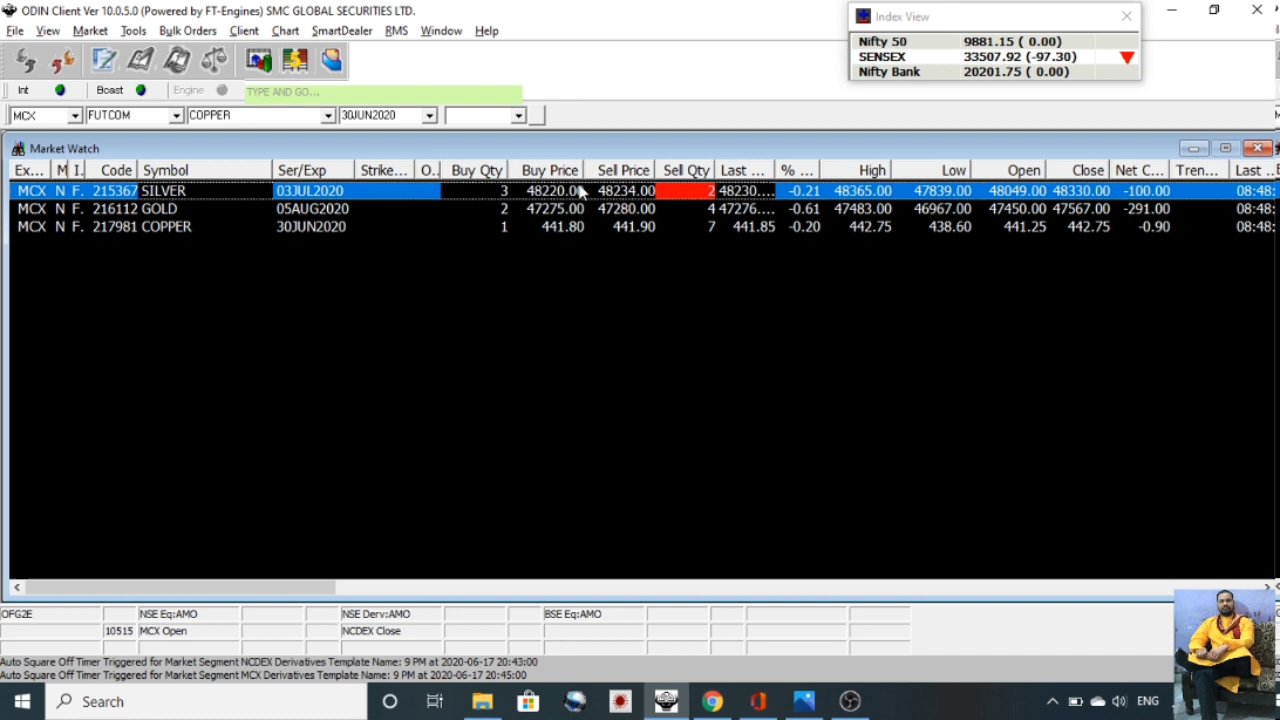 ODIN Client Ver 10.0.5.0 (Powered by FT-Engines) SMC GLOBAL SECURITIES LTD.
File View Market Tools Bulk Orders Client Chart SmartDealer RMS Window Help
Index View
Nifty 50 9881.15 ( 0.00)
SENSEX 33507.92 (-97.30)
Nifty Bank 20201.75 ( 0.00)
Int Bcast Engine TYPE AND GO...
MCX FUTCOM COPPER 30JUN2020
Market Watch
Ex... M I. Code Symbol Ser/Exp Strike... O.. Buy Qty Buy Price Sell Price Sell Qty Last ... % ... High Low Open Close Net C... Tren... Last ..
MCX N F. 215367 SILVER 03JUL2020 3 48220.00 48234.00 2 48230.... -0.21 48365.00 47839.00 48049.00 48330.00 -100.00 08:48:
MCX N F. 216112 GOLD 05AUG2020 2 47275.00 47280.00 4 47276.... -0.61 47483.00 46967.00 47450.00 47567.00 -291.00 08:48:
MCX N F. 217981 COPPER 30JUN2020 1 441.80 441.90 7 441.85 -0.20 442.75 438.60 441.25 442.75 -0.90 08:48:
OFG2E NSE Eq:AMO NSE Derv:AMO BSE Eq:AMO
10515 MCX Open NCDEX Close
Auto Square Off Timer Triggered for Market Segment NCDEX Derivatives Template Name: 9 PM at 2020-06-17 20:43:00
Auto Square Off Timer Triggered for Market Segment MCX Derivatives Template Name: 9 PM at 2020-06-17 20:45:00
Search ENG